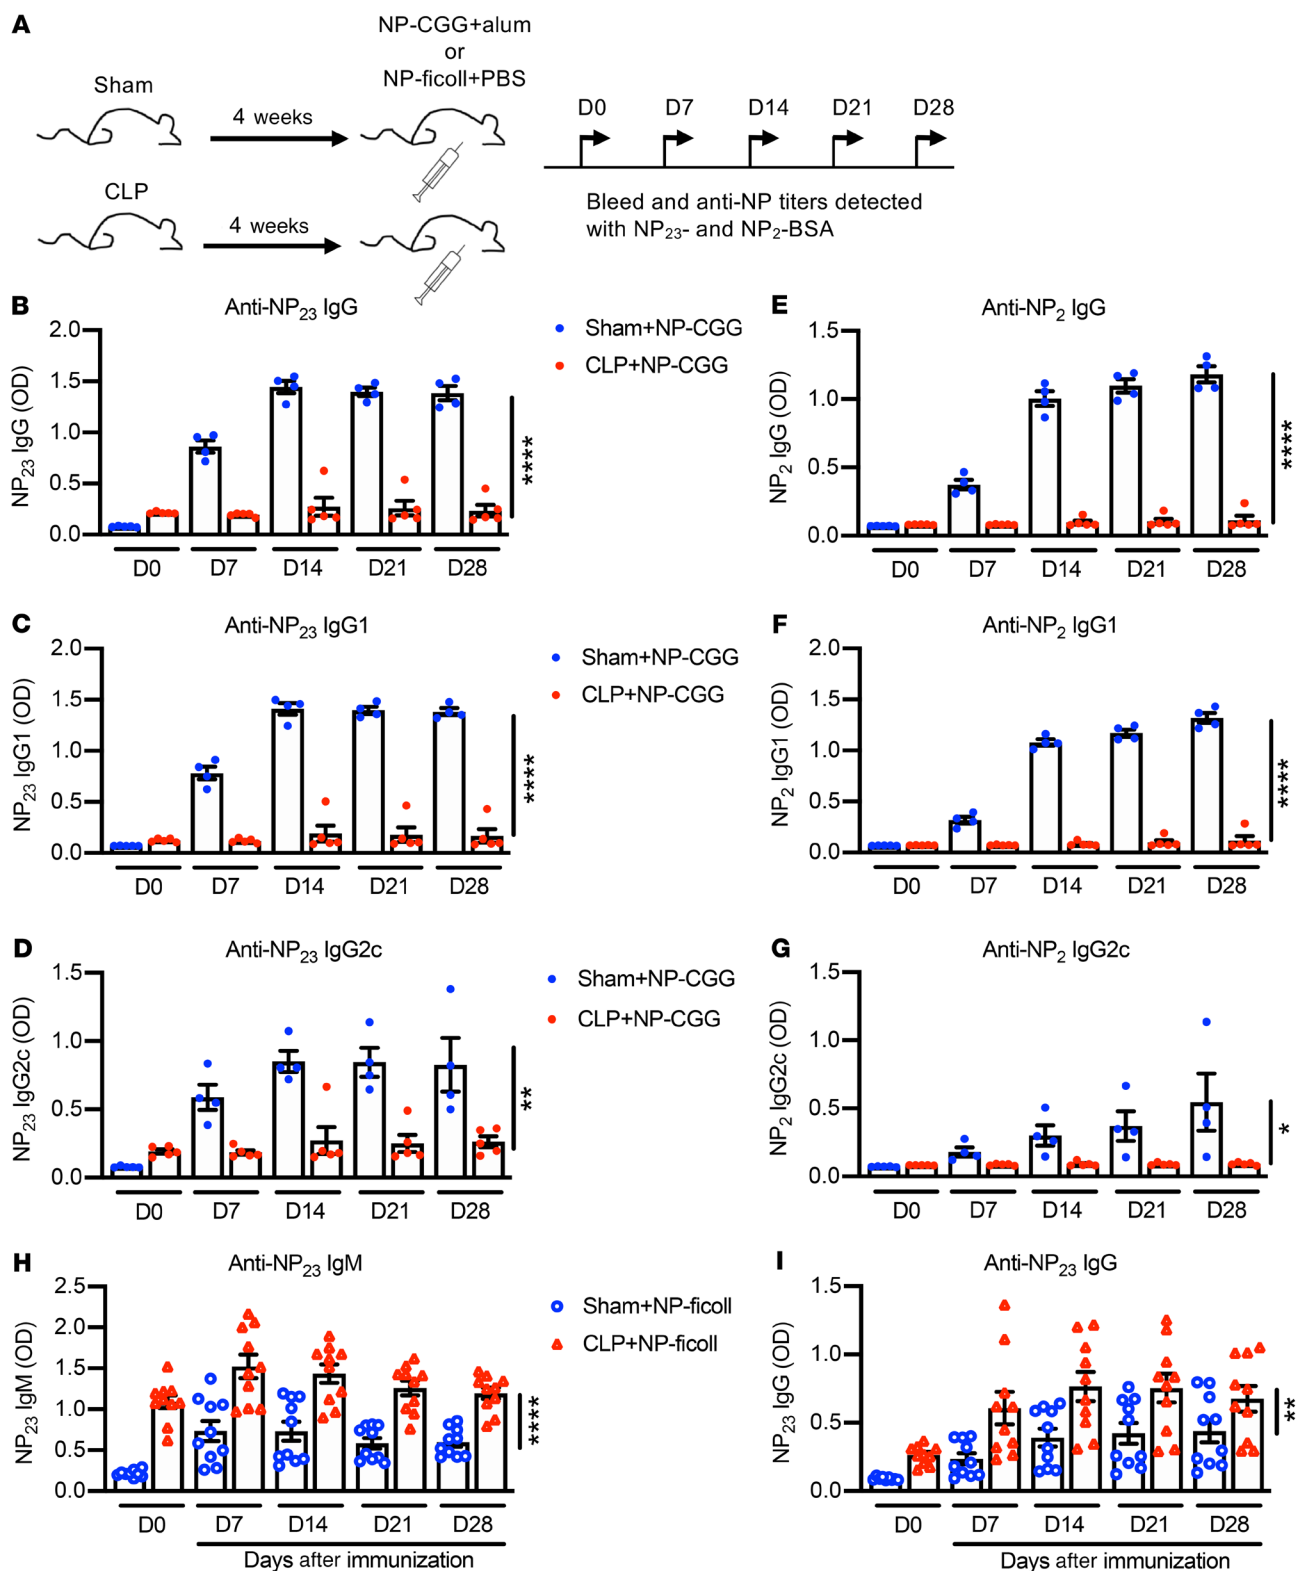 A
NP-CGG+alum
or
NP-ficoll+PBS
Sham
4 weeks
CLP
4 weeks
D0 D7 D14 D21 D28
Bleed and anti-NP titers detected
with NP23- and NP2-BSA
B
Anti-NP23 IgG
NP23 IgG (OD)
2.0
1.5
1.0
0.5
0.0
D0 D7 D14 D21 D28
****
Sham+NP-CGG
CLP+NP-CGG
E
Anti-NP2 IgG
NP2 IgG (OD)
1.5
1.0
0.5
0.0
D0 D7 D14 D21 D28
****
C
Anti-NP23 IgG1
NP23 IgG1 (OD)
2.0
1.5
1.0
0.5
0.0
D0 D7 D14 D21 D28
****
Sham+NP-CGG
CLP+NP-CGG
F
Anti-NP2 IgG1
NP2 IgG1 (OD)
2.0
1.5
1.0
0.5
0.0
D0 D7 D14 D21 D28
****
D
Anti-NP23 IgG2c
NP23 IgG2c (OD)
1.5
1.0
0.5
0.0
D0 D7 D14 D21 D28
**
Sham+NP-CGG
CLP+NP-CGG
G
Anti-NP2 IgG2c
NP2 IgG2c (OD)
1.5
1.0
0.5
0.0
D0 D7 D14 D21 D28
*
H
Anti-NP23 IgM
NP23 IgM (OD)
2.5
2.0
1.5
1.0
0.5
0.0
D0 D7 D14 D21 D28
Days after immunization
****
Sham+NP-ficoll
CLP+NP-ficoll
I
Anti-NP23 IgG
NP23 IgG (OD)
1.5
1.0
0.5
0.0
D0 D7 D14 D21 D28
Days after immunization
**